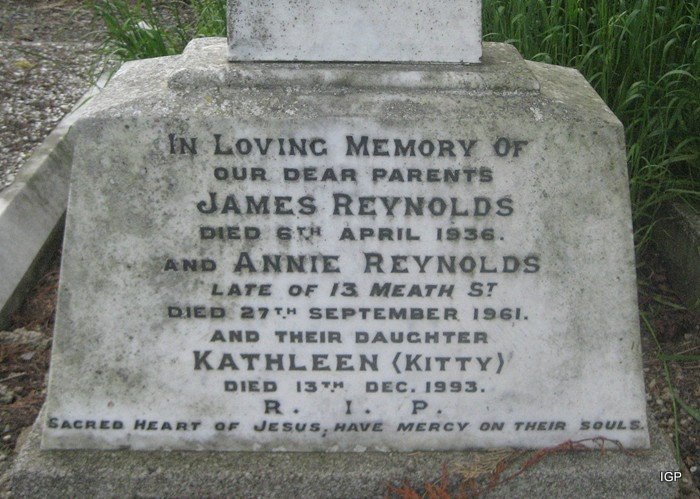 IN LOVING MEMORY OF
OUR DEAR PARENTS
JAMES REYNOLDS
DIED 6TH APRIL 1936.
AND ANNIE REYNOLDS
LATE OF 13 MEATH ST
DIED 27TH SEPTEMBER 1961.
AND THEIR DAUGHTER
KATHLEEN (KITTY)
DIED 13TH DEC. 1993.
R. I. P.
SACRED HEART OF JESUS, HAVE MERCY ON THEIR SOULS.
IGP